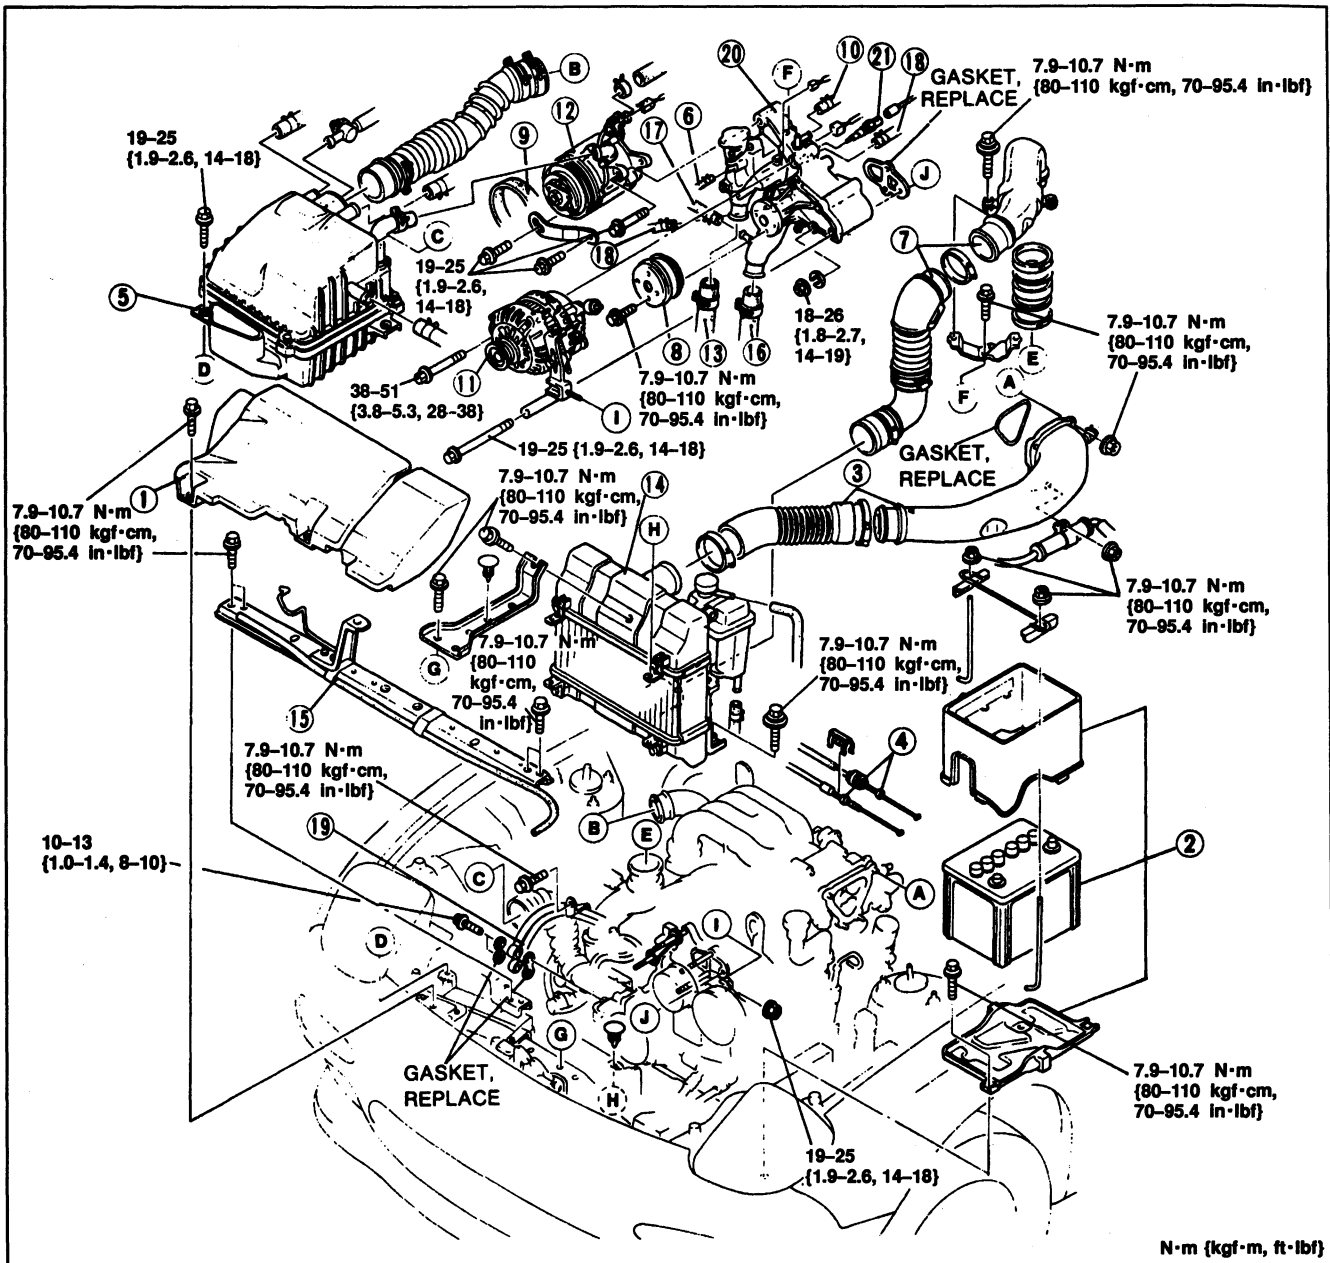 B
20
F
10
21
18
GASKET,
REPLACE
7.9–10.7 N·m
{80–110 kgf·cm, 70–95.4 in·lbf}
12
9
17
6
19–25
{1.9–2.6, 14–18}
J
C
18
7
19–25
{1.9–2.6,
14–18}
5
D
11
8
13
16
18–26
{1.8–2.7,
14–19}
7.9–10.7 N·m
{80–110 kgf·cm,
70–95.4 in·lbf}
E
A
F
38–51
{3.8–5.3, 28–38}
I
7.9–10.7 N·m
{80–110 kgf·cm,
70–95.4 in·lbf}
19–25 {1.9–2.6, 14–18}
GASKET,
REPLACE
1
7.9–10.7 N·m
{80–110 kgf·cm,
70–95.4 in·lbf}
7.9–10.7 N·m
{80–110 kgf·cm,
70–95.4 in·lbf}
14
3
H
7.9–10.7 N·m
{80–110 kgf·cm,
70–95.4 in·lbf}
G
7.9–10.7 N·m
{80–110
kgf·cm,
70–95.4
in·lbf}
7.9–10.7 N·m
{80–110 kgf·cm,
70–95.4 in·lbf}
15
7.9–10.7 N·m
{80–110 kgf·cm,
70–95.4 in·lbf}
4
19
B
E
2
10–13
{1.0–1.4, 8–10}
C
A
I
D
J
G
H
GASKET,
REPLACE
7.9–10.7 N·m
{80–110 kgf·cm,
70–95.4 in·lbf}
19–25
{1.9–2.6, 14–18}
N·m {kgf·m, ft·lbf}